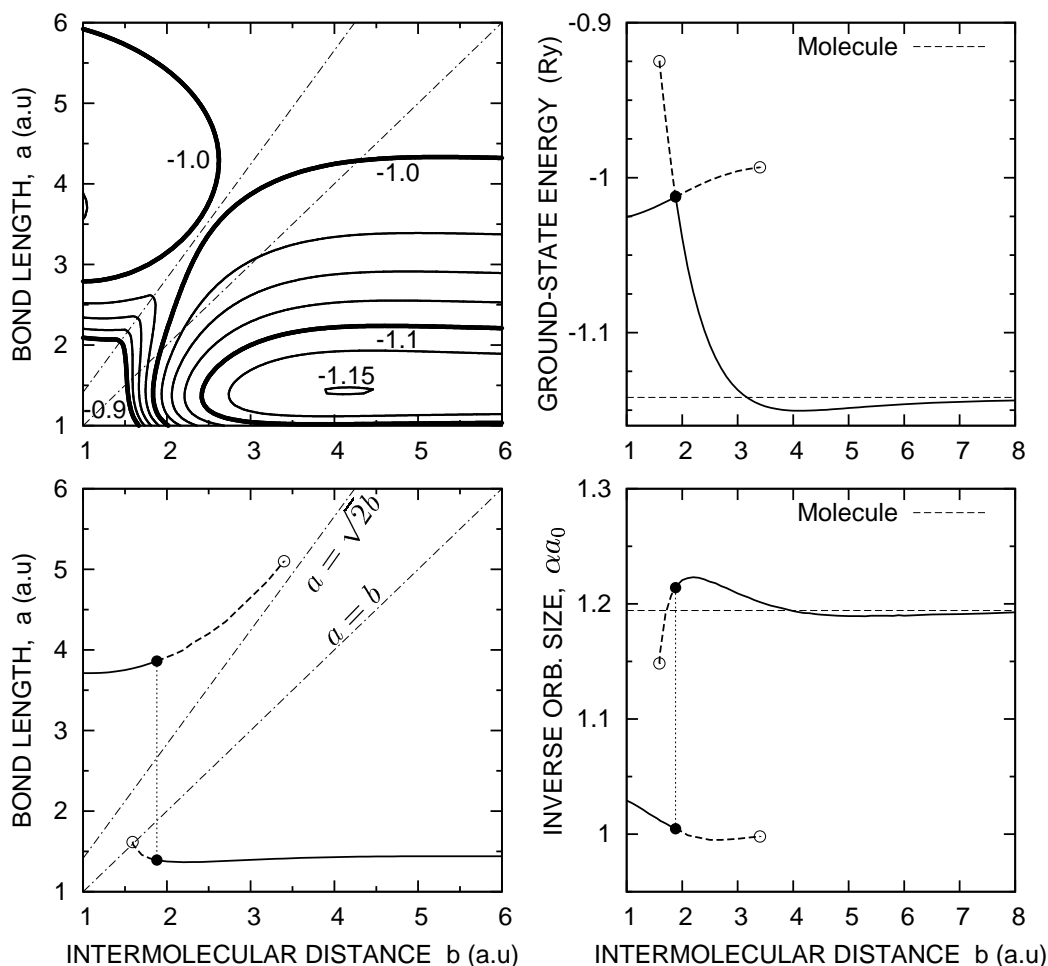 6
5
4
3
2
1
1 2 3 4 5 6
BOND LENGTH, a (a.u)
-1.0
-1.0
-1.1
-1.15
-0.9
-0.9
-1
-1.1
1 2 3 4 5 6 7 8
GROUND-STATE ENERGY (Ry)
Molecule
6
5
4
3
2
1
1 2 3 4 5 6
BOND LENGTH, a (a.u)
INTERMOLECULAR DISTANCE b (a.u)
a = √2b
a = b
1.3
1.2
1.1
1
1 2 3 4 5 6 7 8
INVERSE ORB. SIZE, αa₀
INTERMOLECULAR DISTANCE b (a.u)
Molecule